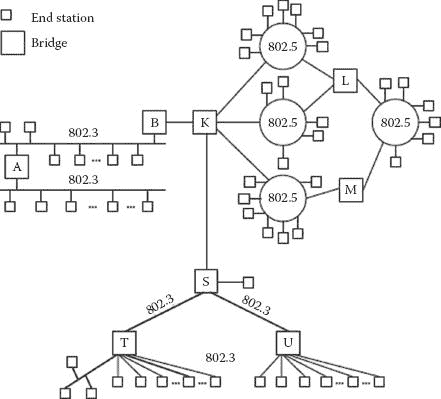 End station
Bridge
802.5
L
B
K
802.3
802.5
802.5
A
802.3
...
...
M
802.5
S
802.3
802.3
T
802.3
U
... ...
... ...